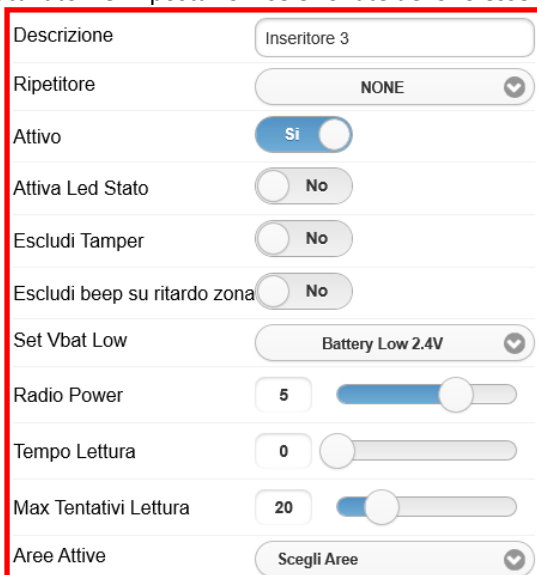 Descrizione Inseritore 3
Ripetitore NONE
Attivo Si
Attiva Led Stato No
Escludi Tamper No
Escludi beep su ritardo zona No
Set Vbat Low Battery Low 2.4V
Radio Power 5
Tempo Lettura 0
Max Tentativi Lettura 20
Aree Attive Scegli Aree